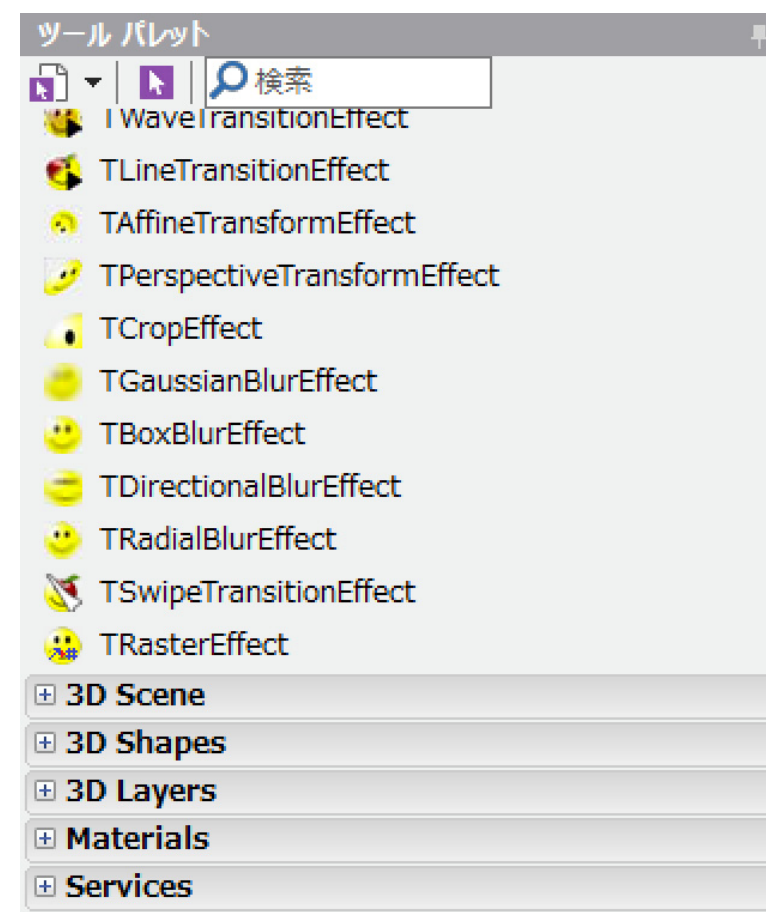 ツール パレット
検索
TWaveTransitionEffect
TLineTransitionEffect
TAffineTransformEffect
TPerspectiveTransformEffect
TCropEffect
TGaussianBlurEffect
TBoxBlurEffect
TDirectionalBlurEffect
TRadialBlurEffect
TSwipeTransitionEffect
TRasterEffect
3D Scene
3D Shapes
3D Layers
Materials
Services